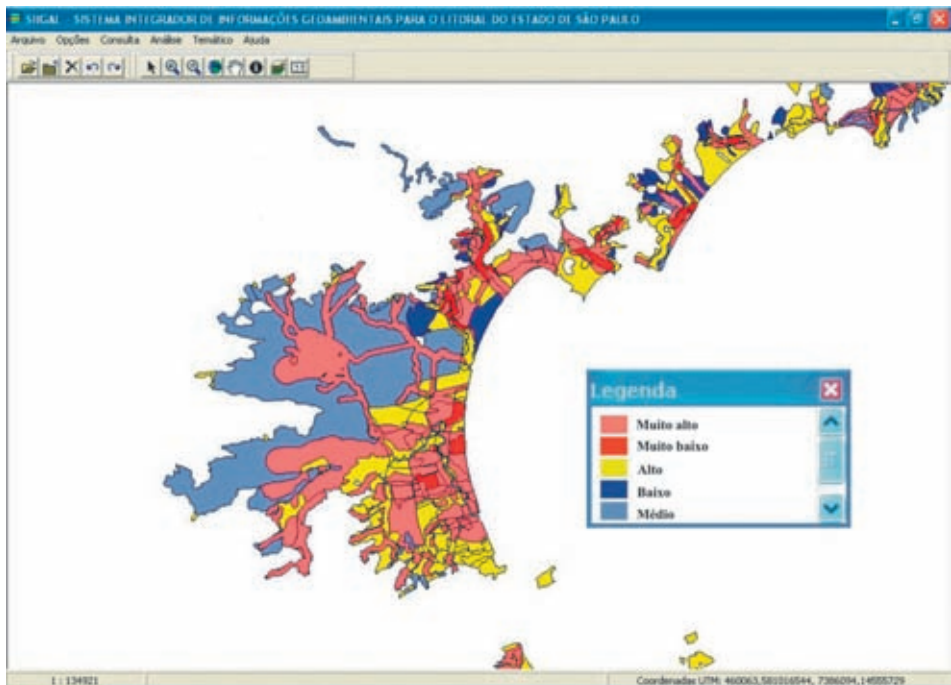 SIIGAL - SISTEMA INTEGRADOR DE INFORMAÇÕES GEOAMBIENTAIS PARA O LITORAL DO ESTADO DE SÃO PAULO
Arquivo Opções Consulta Análise Temático Ajuda
Legenda
Muito alto
Muito baixo
Alto
Baixo
Médio
1 : 134921
Coordenadas UTM: 460063,581016544, 7386094,14555729